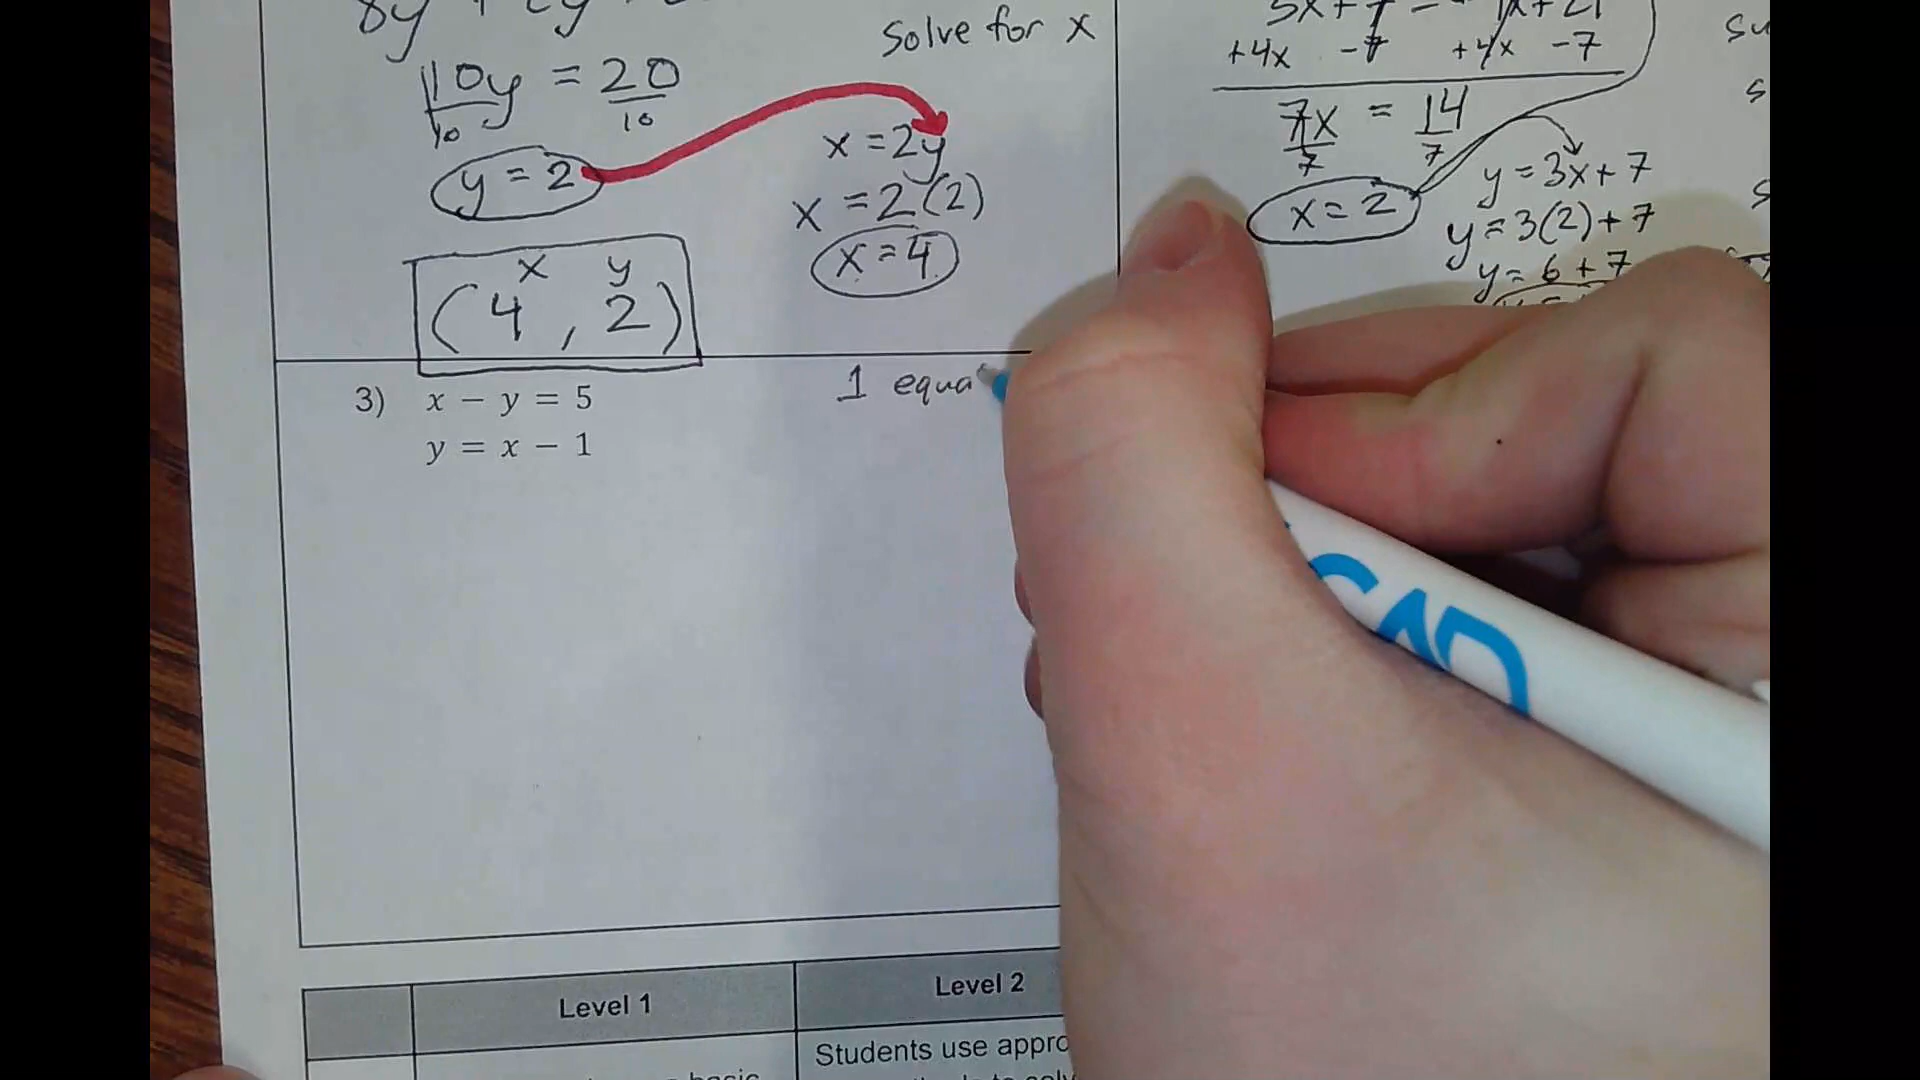 solve for x
10y = 20
10 10
y = 2
x = 2y
x = 2(2)
x = 4
x y
(4, 2)
+4x -7 +4x -7
7x = 14
7 7
x = 2
y = 3x + 7
y = 3(2) + 7
y = 6 + 7
3) x − y = 5
y = x − 1
1 equa
Level 1 Level 2
Students use